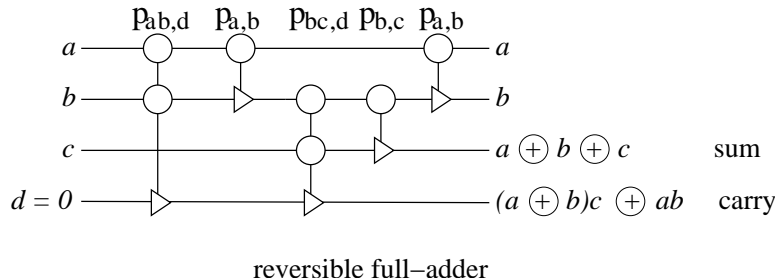 p_{ab,d} p_{a,b} p_{bc,d} p_{b,c} p_{a,b}
a a
b b
c a ⊕ b ⊕ c sum
d = 0 (a ⊕ b)c ⊕ ab carry
reversible full–adder